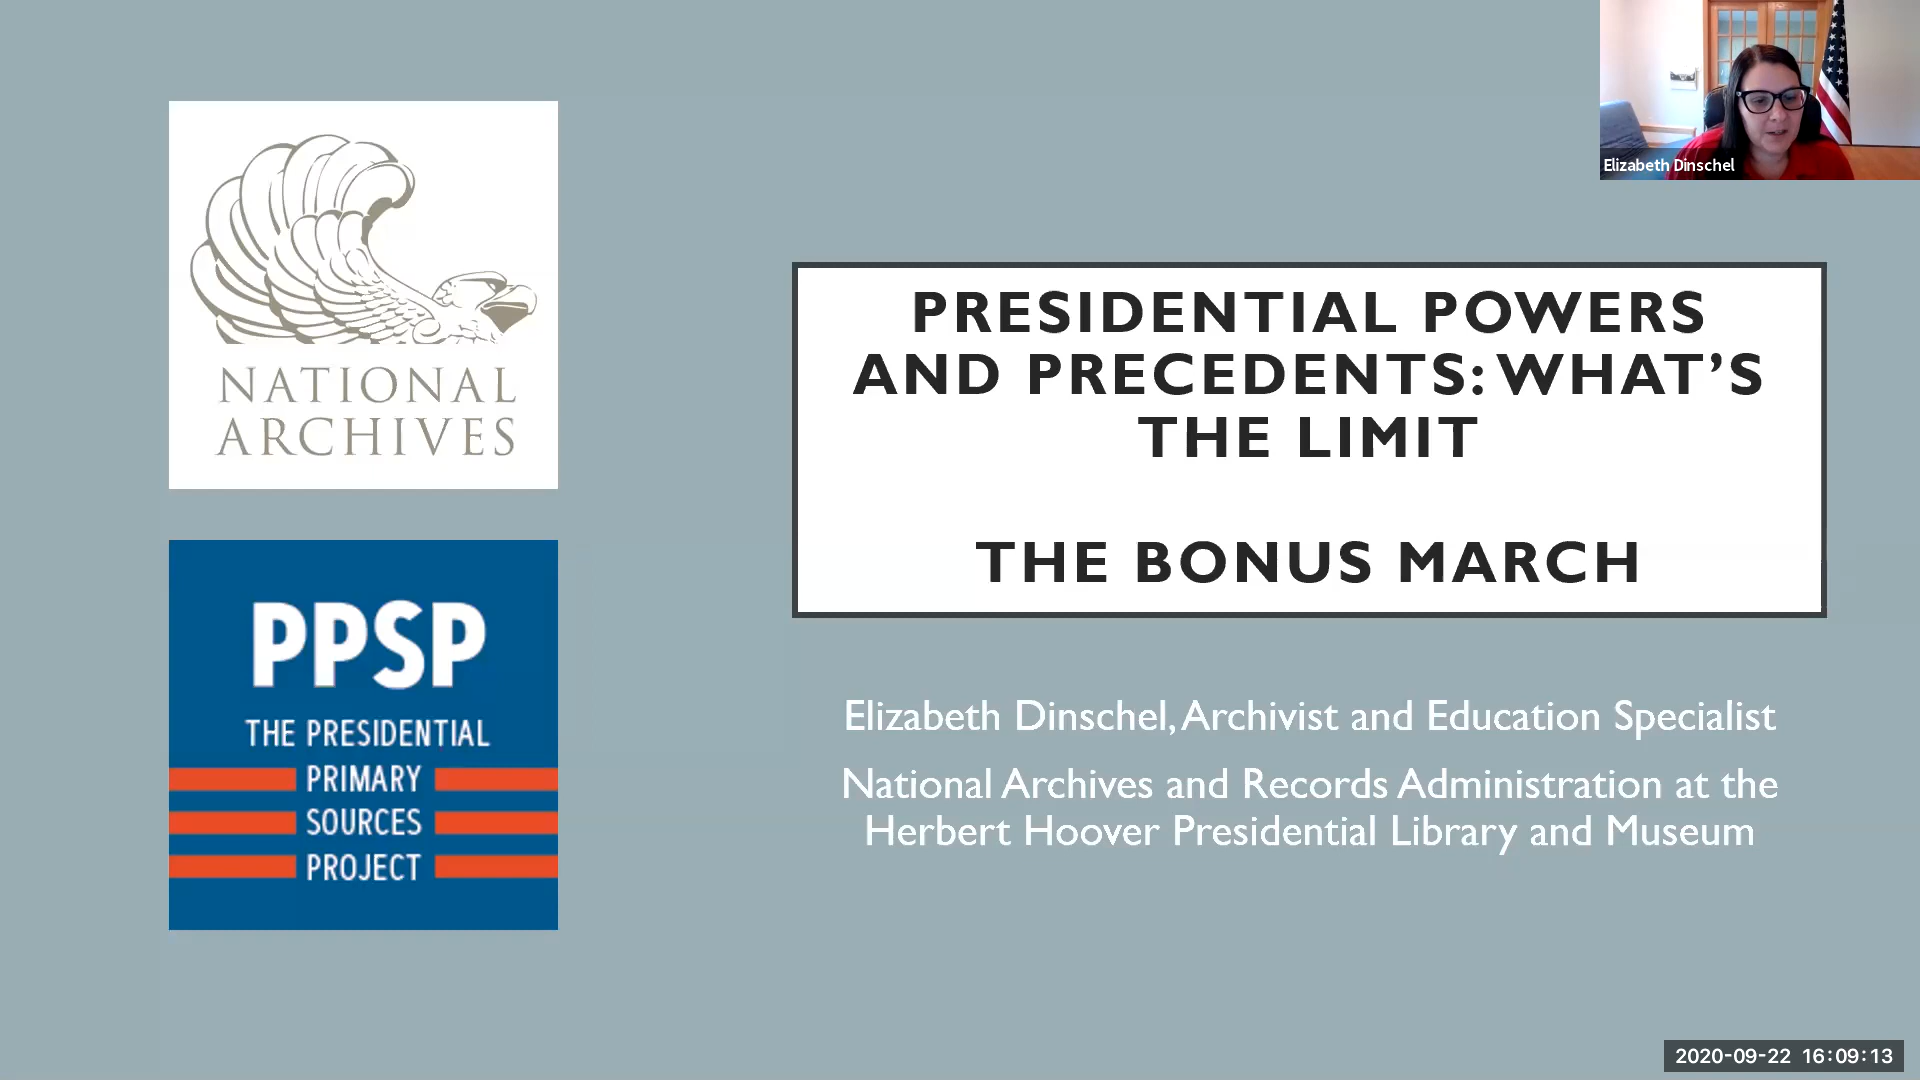 Elizabeth Dinschel
NATIONAL
ARCHIVES
PPSP
THE PRESIDENTIAL
PRIMARY
SOURCES
PROJECT
PRESIDENTIAL POWERS
AND PRECEDENTS: WHAT’S
THE LIMIT
THE BONUS MARCH
Elizabeth Dinschel, Archivist and Education Specialist
National Archives and Records Administration at the
Herbert Hoover Presidential Library and Museum
2020-09-22 16:09:13